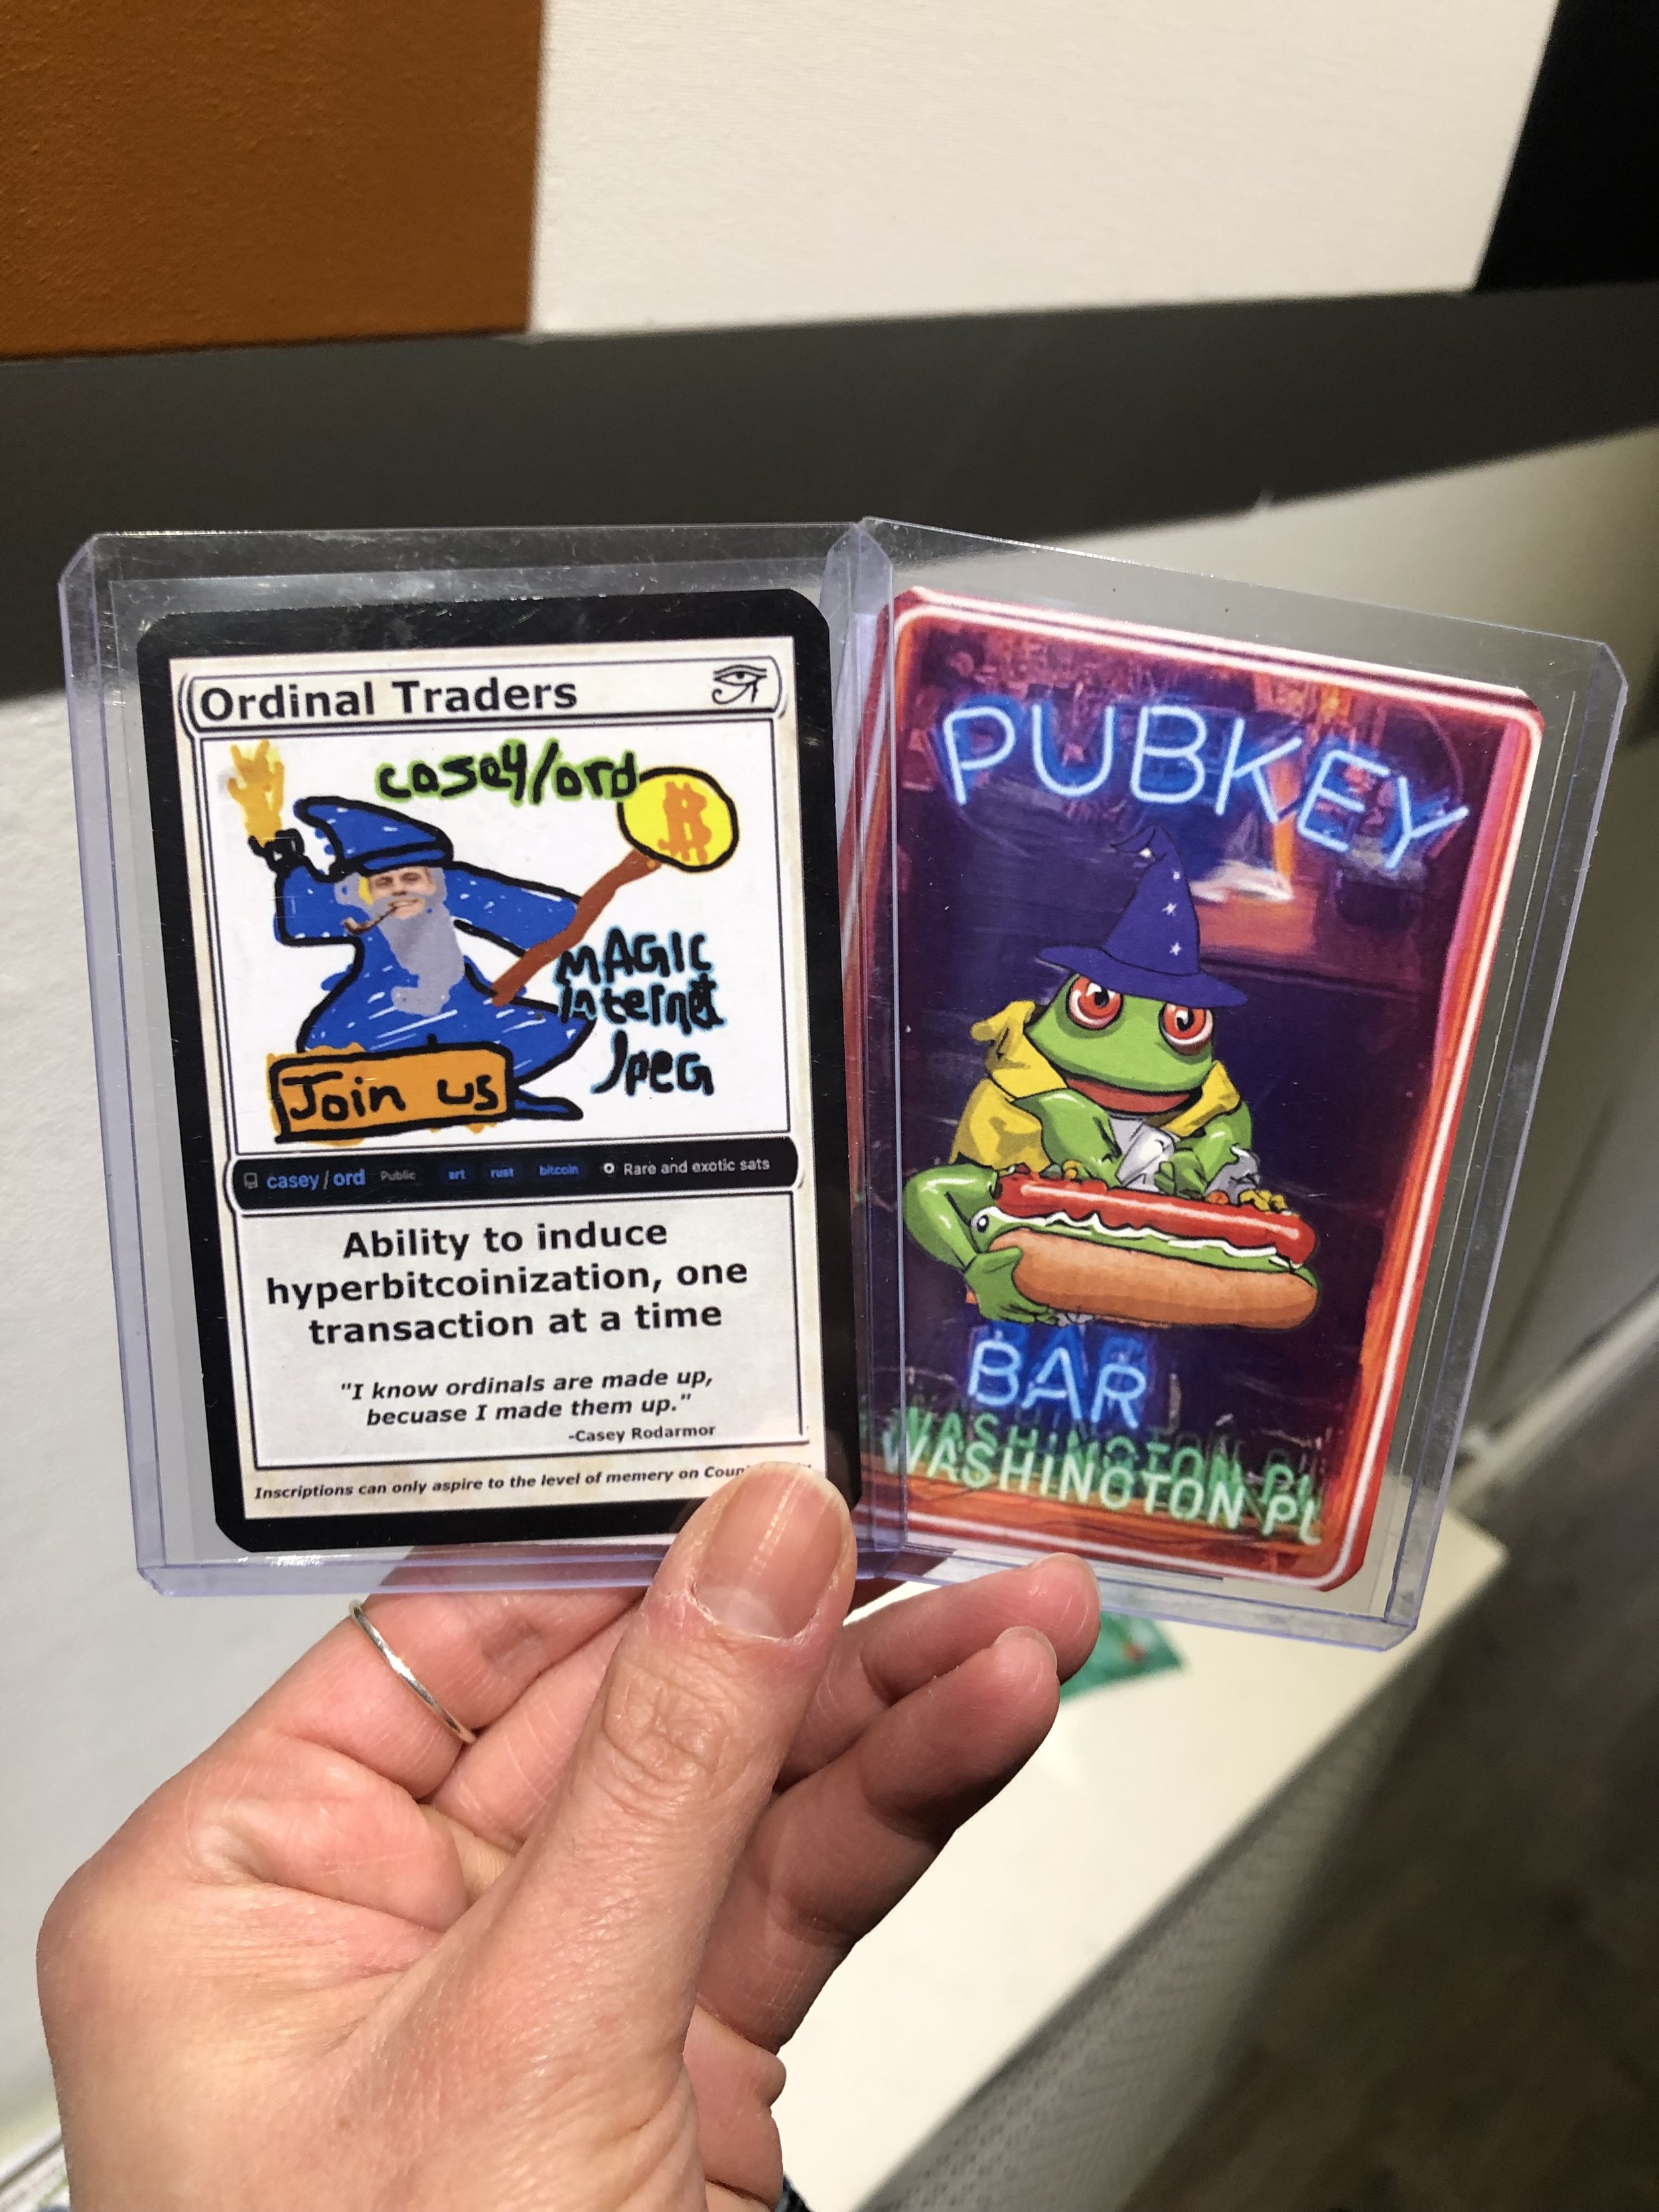 Ordinal Traders
casey/ord
₿
MAGIC
Internet
Jpeg
Join us
casey/ord Public art rust bitcoin Rare and exotic sats
Ability to induce
hyperbitcoinization, one
transaction at a time
"I know ordinals are made up,
becuase I made them up."
-Casey Rodarmor
Inscriptions can only aspire to the level of memery on
PUBKEY
BAR
WASHINGTON PL
WASHINGTON PL